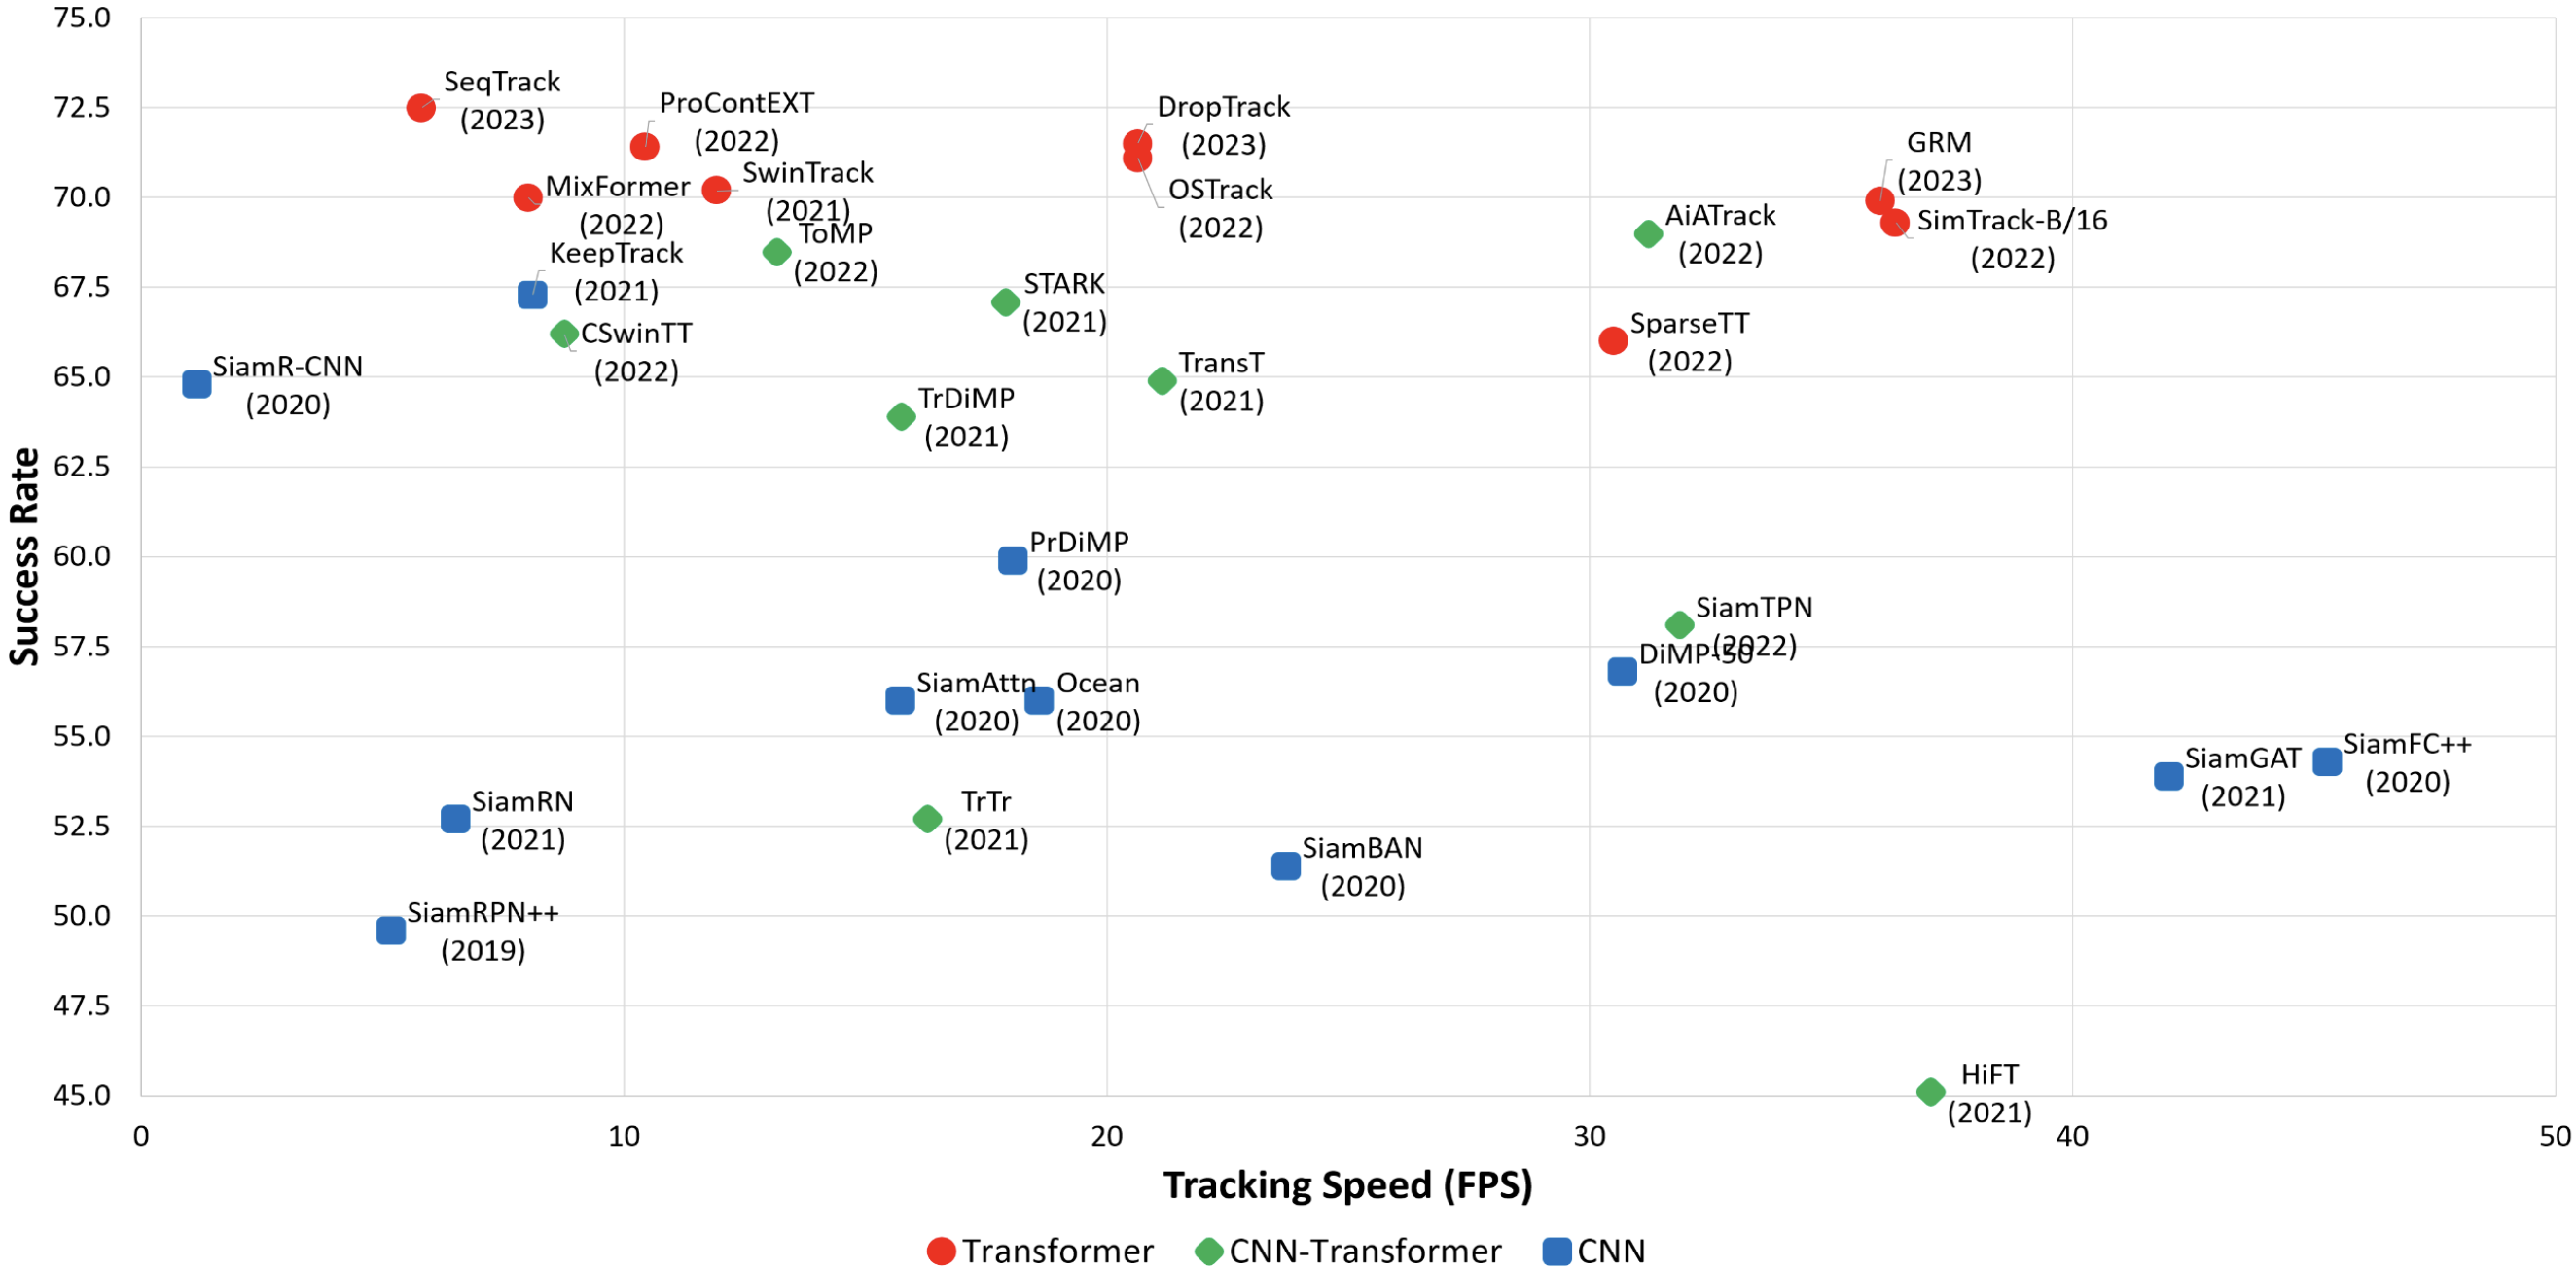 75.0
72.5
70.0
67.5
65.0
62.5
60.0
57.5
55.0
52.5
50.0
47.5
45.0
Success Rate
SeqTrack
(2023)
ProContEXT
(2022)
DropTrack
(2023)
GRM
(2023)
MixFormer
(2022)
SwinTrack
(2021)
OSTrack
(2022)
AiATrack
(2022)
SimTrack-B/16
(2022)
ToMP
(2022)
KeepTrack
(2021)
STARK
(2021)
CSwinTT
(2022)
SparseTT
(2022)
SiamR-CNN
(2020)
TransT
(2021)
TrDiMP
(2021)
PrDiMP
(2020)
SiamTPN
(2022)
DiMP-50
(2020)
SiamAttn
(2020)
Ocean
(2020)
SiamGAT
(2021)
SiamFC++
(2020)
SiamRN
(2021)
TrTr
(2021)
SiamBAN
(2020)
SiamRPN++
(2019)
HiFT
(2021)
0 10 20 30 40 50
Tracking Speed (FPS)
Transformer CNN-Transformer CNN